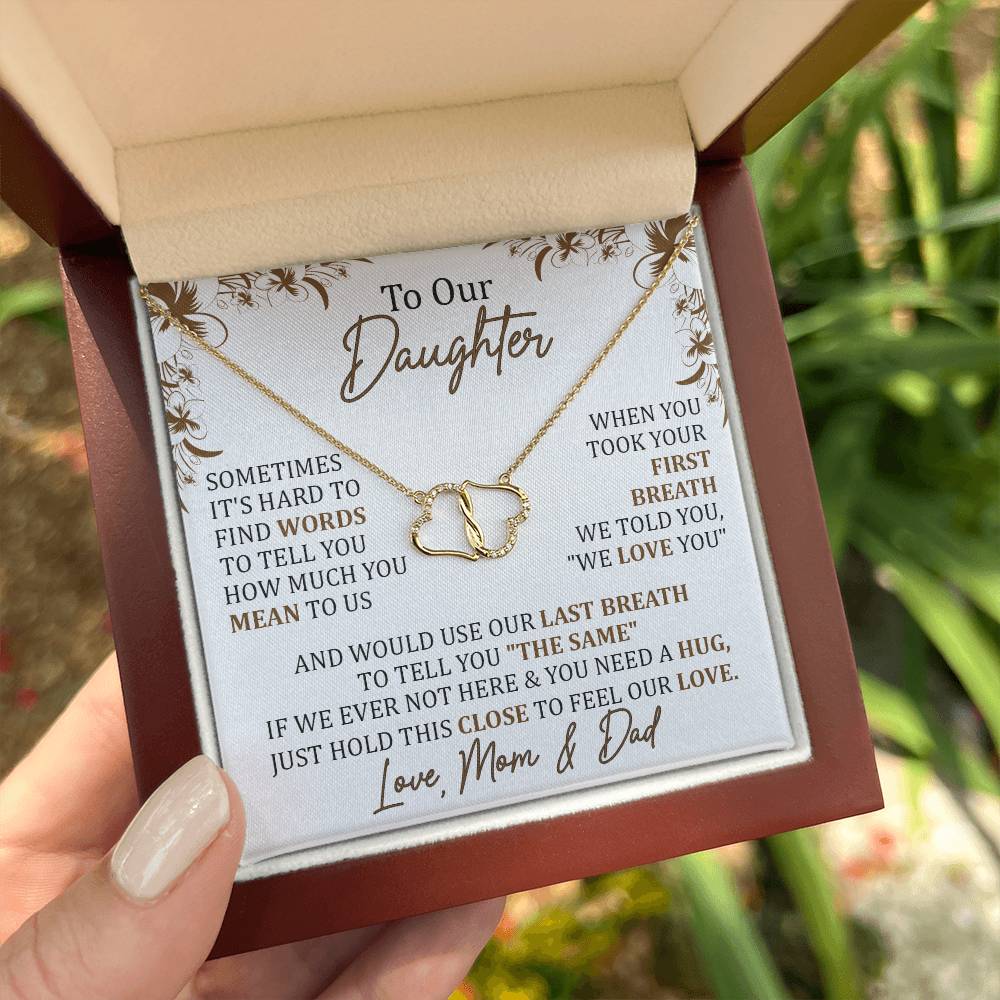 To Our
Daughter
SOMETIMES
IT'S HARD TO
FIND WORDS
TO TELL YOU
HOW MUCH YOU
MEAN TO US
WHEN YOU
TOOK YOUR
FIRST
BREATH
WE TOLD YOU,
"WE LOVE YOU"
AND WOULD USE OUR LAST BREATH
TO TELL YOU "THE SAME"
IF WE EVER NOT HERE & YOU NEED A HUG,
JUST HOLD THIS CLOSE TO FEEL OUR LOVE.
Love, Mom & Dad